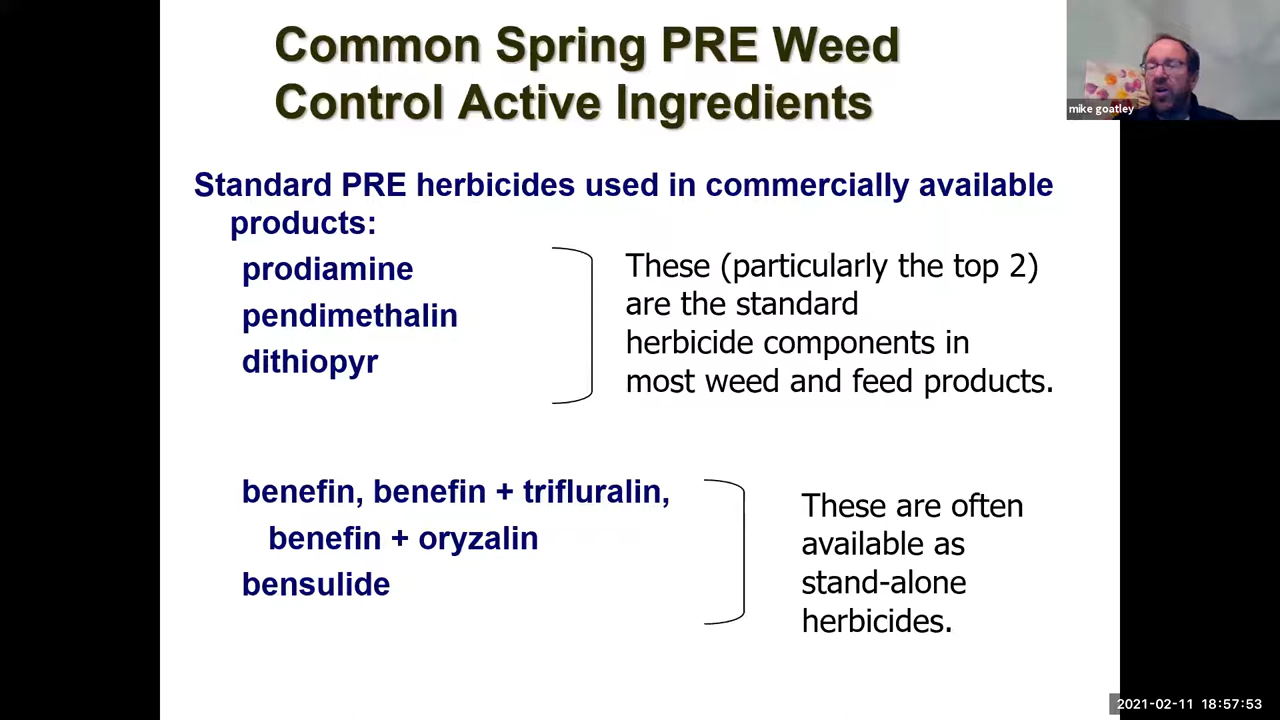 Common Spring PRE Weed
Control Active Ingredients
mike goatley
Standard PRE herbicides used in commercially available
products:
prodiamine
pendimethalin
dithiopyr
These (particularly the top 2)
are the standard
herbicide components in
most weed and feed products.
benefin, benefin + trifluralin,
benefin + oryzalin
bensulide
These are often
available as
stand-alone
herbicides.
2021-02-11 18:57:53